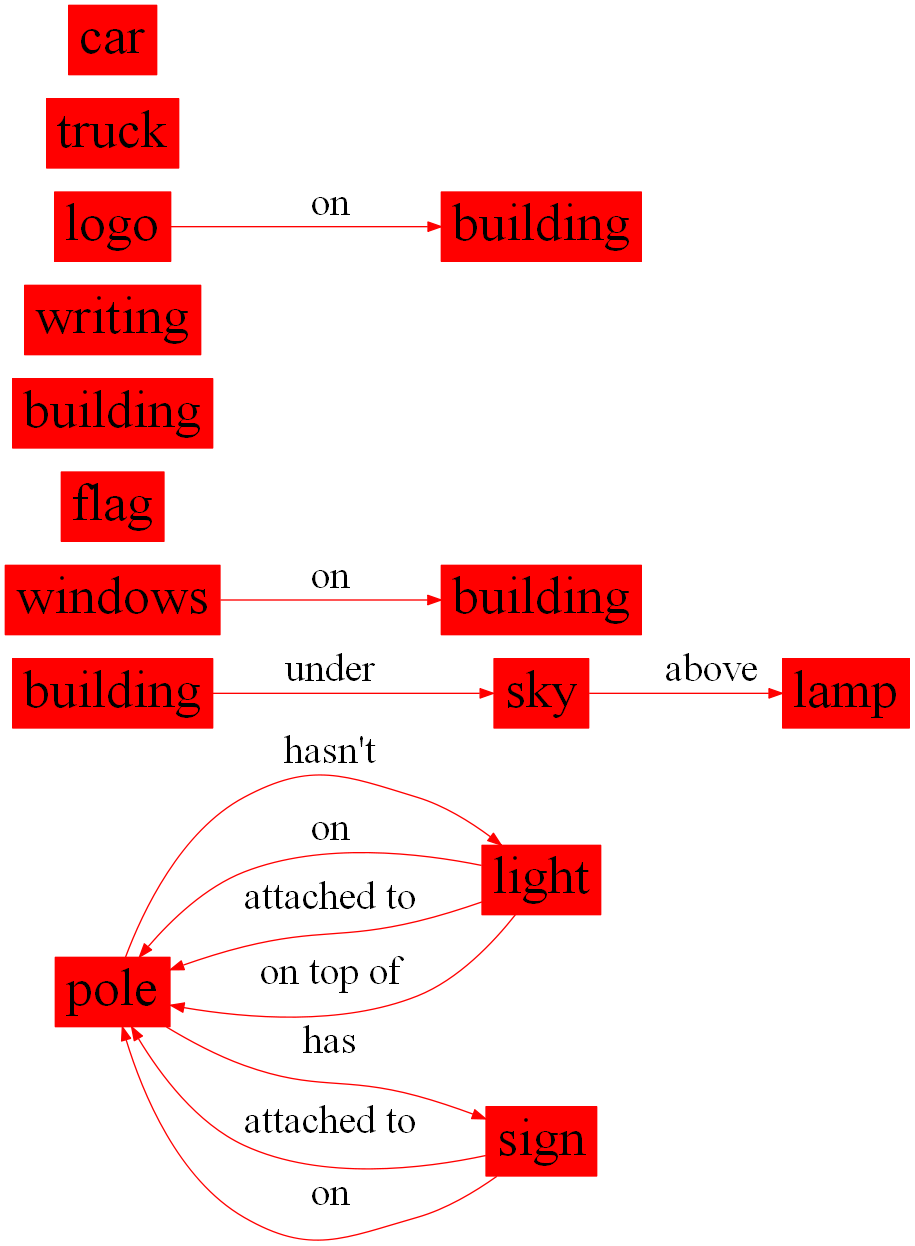 car
truck
logo on building
writing
building
flag
windows on building
building under sky above lamp
hasn't
on
light
attached to
on top of
pole
has
attached to
sign
on